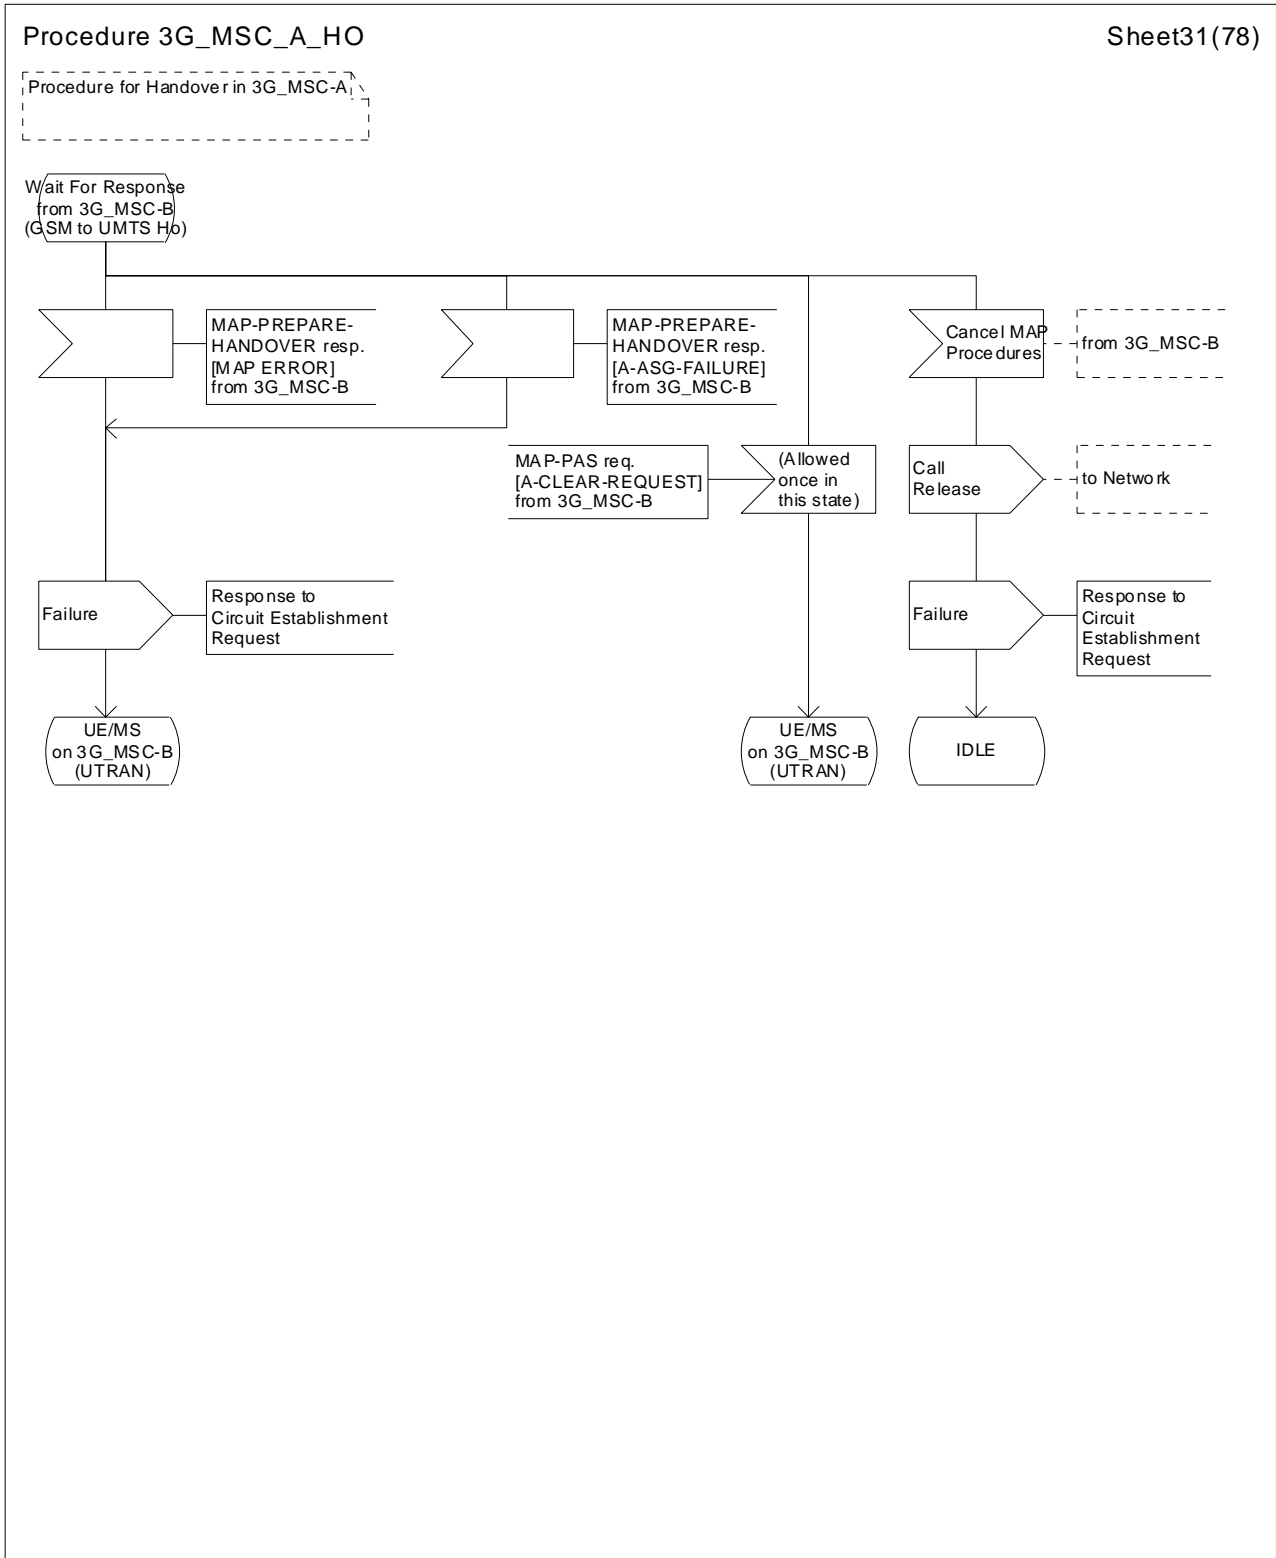 Procedure 3G_MSC_A_HO
Sheet31(78)
Procedure for Handover in 3G_MSC-A
Wait For Response
from 3G_MSC-B
(GSM to UMTS Ho)
MAP-PREPARE-
HANDOVER resp.
[MAP ERROR]
from 3G_MSC-B
MAP-PREPARE-
HANDOVER resp.
[A-ASG-FAILURE]
from 3G_MSC-B
Cancel MAP
Procedures
from 3G_MSC-B
MAP-PAS req.
[A-CLEAR-REQUEST]
from 3G_MSC-B
(Allowed
once in
this state)
Call
Release
to Network
Failure
Response to
Circuit Establishment
Request
Failure
Response to
Circuit
Establishment
Request
UE/MS
on 3G_MSC-B
(UTRAN)
UE/MS
on 3G_MSC-B
(UTRAN)
IDLE